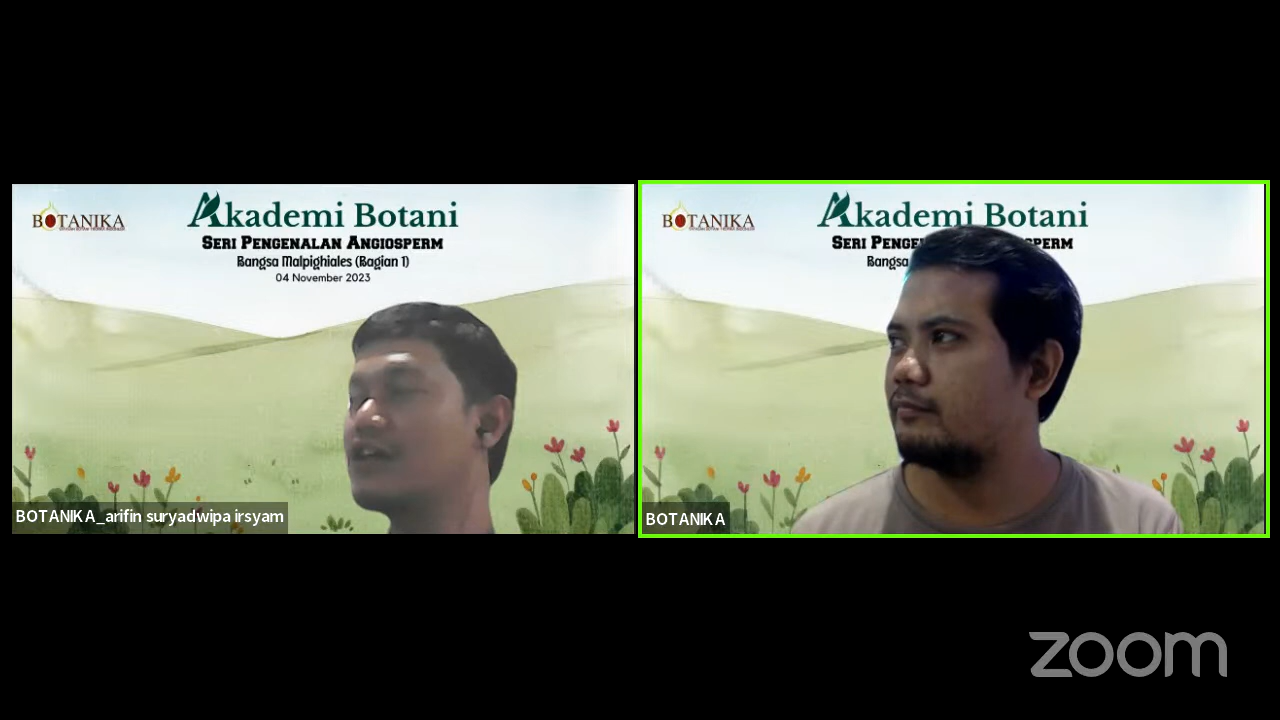 BOTANIKA
Akademi Botani
SERI PENGENALAN ANGIOSPERM
Bangsa Malpighiales (Bagian 1)
04 November 2023
BOTANIKA_arifin suryadwipa irsyam
BOTANIKA
Akademi Botani
SERI PERM
Bangsa
BOTANIKA
zoom